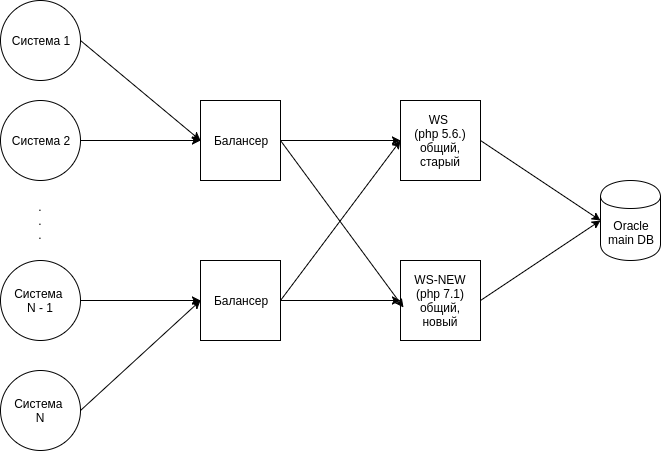 Система 1
Система 2
.
.
.
Система
N - 1
Система
N
Балансер
Балансер
WS
(php 5.6.)
общий,
старый
WS-NEW
(php 7.1)
общий,
новый
Oracle
main DB